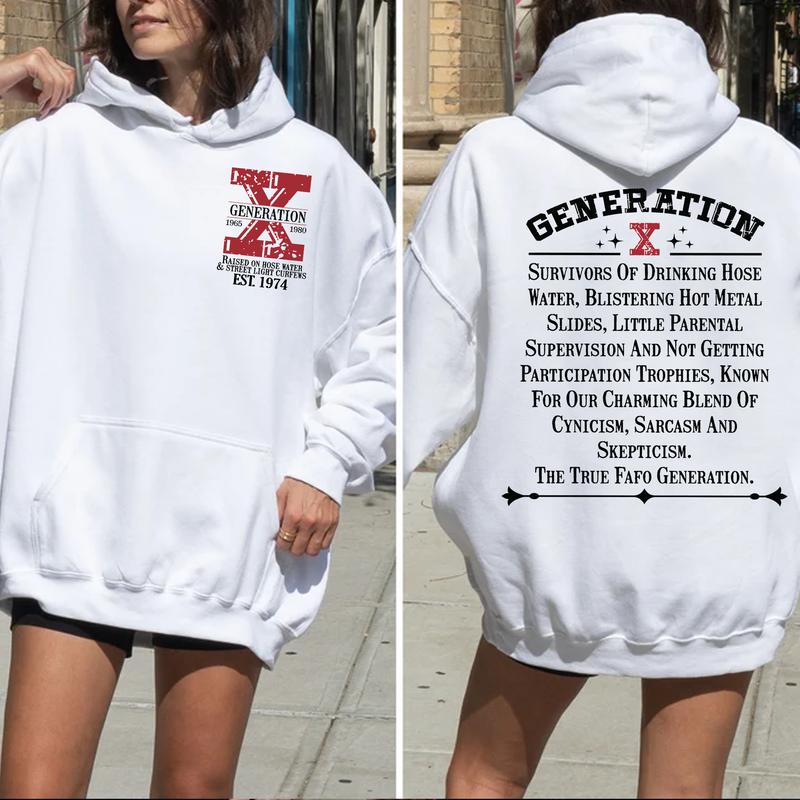 X
GENERATION
1965 1980
RAISED ON HOSE WATER
& STREET LIGHT CURFEWS
EST. 1974
GENERATION
X
SURVIVORS OF DRINKING HOSE
WATER, BLISTERING HOT METAL
SLIDES, LITTLE PARENTAL
SUPERVISION AND NOT GETTING
PARTICIPATION TROPHIES, KNOWN
FOR OUR CHARMING BLEND OF
CYNICISM, SARCASM AND
SKEPTICISM.
THE TRUE FAFO GENERATION.